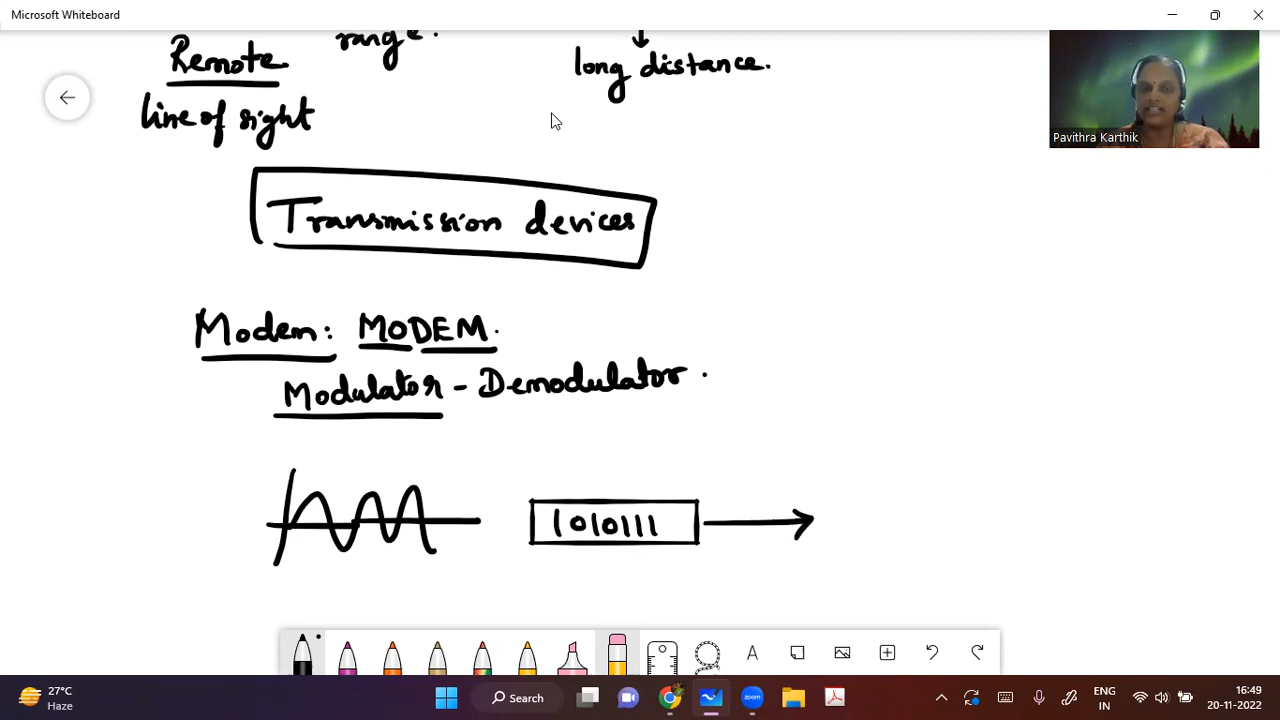 Microsoft Whiteboard
range.
Remote
long distance.
line of sight
Pavithra Karthik
Transmission devices
Modem: MODEM.
Modulator - Demodulator.
1010111
A
27°C
Haze
Search
zoom
ENG
IN
16:49
20-11-2022